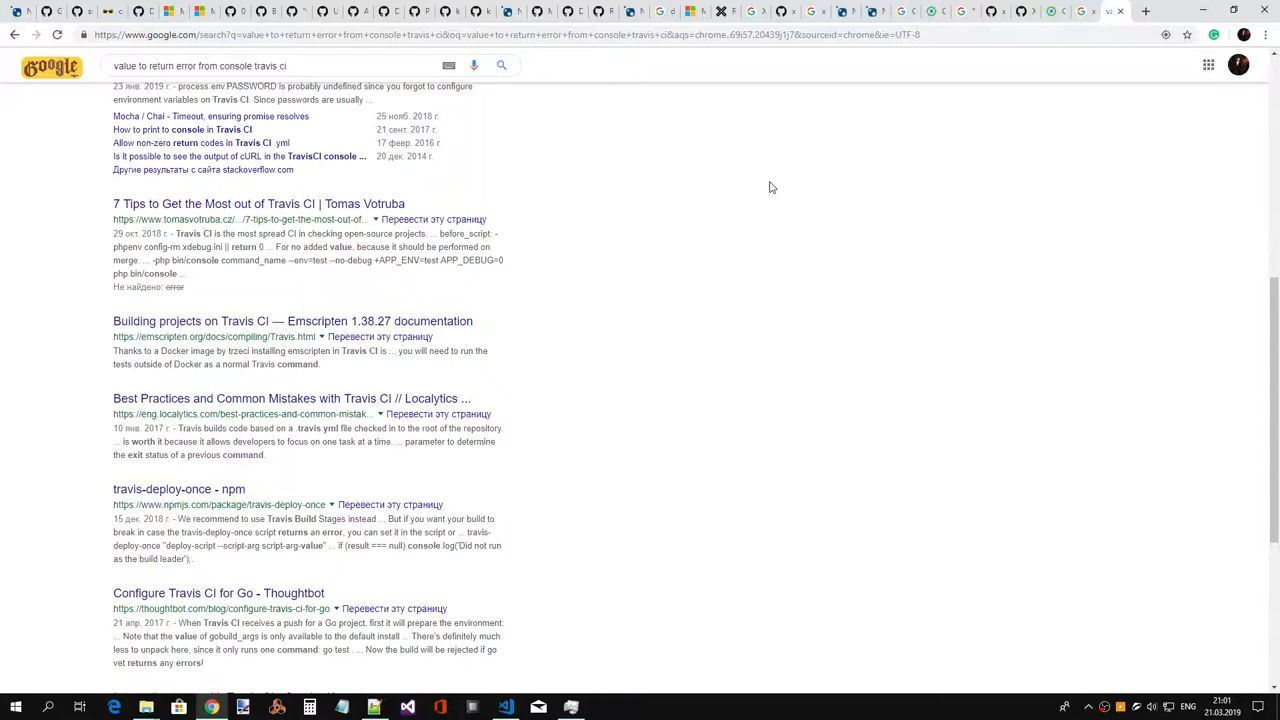 https://www.google.com/search?q=value+to+return+error+from+console+travis+ci&oq=value+to+return+error+from+console+travis+ci&aqs=chrome..69i57.20439j1j7&sourceid=chrome&ie=UTF-8
Google
value to return error from console travis ci
23 янв. 2019 г. - process.env.PASSWORD is probably undefined since you forgot to configure
environment variables on Travis CI. Since passwords are usually ...
Mocha / Chai - Timeout, ensuring promise resolves 25 нояб. 2018 г.
How to print to console in Travis CI 21 сент. 2017 г.
Allow non-zero return codes in Travis CI .yml 17 февр. 2016 г.
Is it possible to see the output of cURL in the TravisCI console ... 20 дек. 2014 г.
Другие результаты с сайта stackoverflow.com
7 Tips to Get the Most out of Travis CI | Tomas Votruba
https://www.tomasvotruba.cz/.../7-tips-to-get-the-most-out-of... Перевести эту страницу
29 окт. 2018 г. - Travis CI is the most spread CI in checking open-source projects. ... before_script: -
phpenv config-rm xdebug.ini || return 0 ... For no added value, because it should be performed on
merge. ... -php bin/console command_name --env=test --no-debug +APP_ENV=test APP_DEBUG=0
php bin/console ...
Не найдено: error
Building projects on Travis CI — Emscripten 1.38.27 documentation
https://emscripten.org/docs/compiling/Travis.html Перевести эту страницу
Thanks to a Docker image by trzeci installing emscripten in Travis CI is ... you will need to run the
tests outside of Docker as a normal Travis command.
Best Practices and Common Mistakes with Travis CI // Localytics ...
https://eng.localytics.com/best-practices-and-common-mistak... Перевести эту страницу
10 янв. 2017 г. - Travis builds code based on a .travis yml file checked in to the root of the repository.
... is worth it because it allows developers to focus on one task at a time. ... parameter to determine
the exit status of a previous command.
travis-deploy-once - npm
https://www.npmjs.com/package/travis-deploy-once Перевести эту страницу
15 дек. 2018 г. - We recommend to use Travis Build Stages instead ... But if you want your build to
break in case the travis-deploy-once script returns an error, you can set it in the script or ... travis-
deploy-once "deploy-script --script-arg script-arg-value" ... if (result === null) console.log('Did not run
as the build leader');.
Configure Travis CI for Go - Thoughtbot
https://thoughtbot.com/blog/configure-travis-ci-for-go Перевести эту страницу
21 апр. 2017 г. - When Travis CI receives a push for a Go project, first it will prepare the environment:
... Note that the value of gobuild_args is only available to the default install ... There's definitely much
less to unpack here, since it only runs one command: go test . ... Now the build will be rejected if go
vet returns any errors!
ENG
21:01
21.03.2019